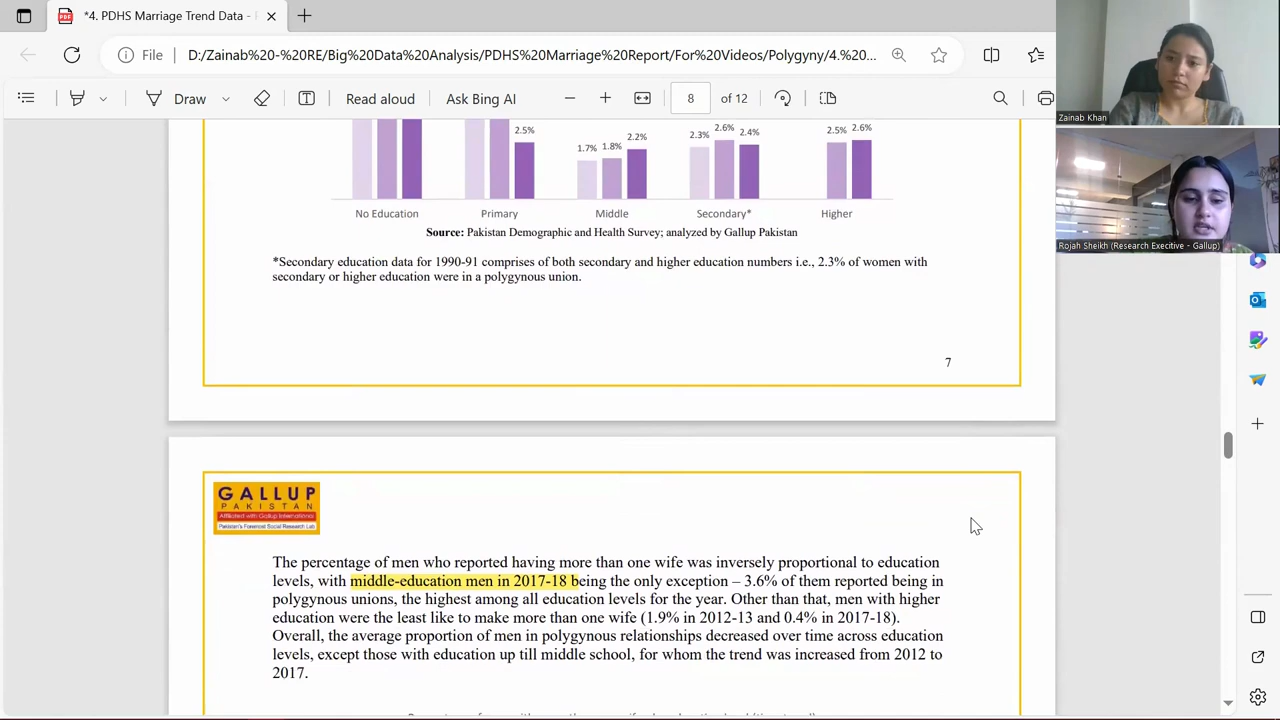 *4. PDHS Marriage Trend Data -
File
D:/Zainab%20-%20RE/Big%20Data%20Analysis/PDHS%20Marriage%20Report/For%20Videos/Polygyny/4.%20...
Draw
Read aloud
Ask Bing AI
8
of 12
Zainab Khan
Rojah Sheikh (Research Execitive - Gallup)
2.5%
1.7%
1.8%
2.2%
2.3%
2.6%
2.4%
2.5%
2.6%
No Education
Primary
Middle
Secondary*
Higher
Source: Pakistan Demographic and Health Survey; analyzed by Gallup Pakistan
*Secondary education data for 1990-91 comprises of both secondary and higher education numbers i.e., 2.3% of women with
secondary or higher education were in a polygynous union.
7
GALLUP
PAKISTAN
Affiliated with Gallup International
Pakistan's Foremost Social Research Lab
The percentage of men who reported having more than one wife was inversely proportional to education
levels, with middle-education men in 2017-18 being the only exception – 3.6% of them reported being in
polygynous unions, the highest among all education levels for the year. Other than that, men with higher
education were the least like to make more than one wife (1.9% in 2012-13 and 0.4% in 2017-18).
Overall, the average proportion of men in polygynous relationships decreased over time across education
levels, except those with education up till middle school, for whom the trend was increased from 2012 to
2017.